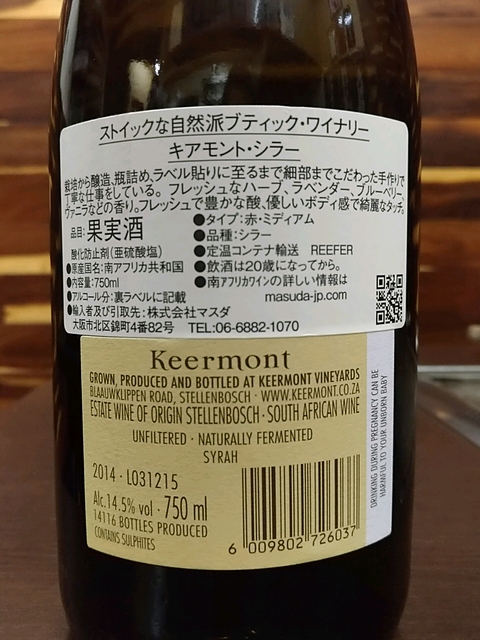 ストイックな自然派ブティック・ワイナリー
キアモント・シラー
栽培から醸造、瓶詰め、ラベル貼りに至るまで細部までこだわった手作りで
丁寧な仕事をしている。フレッシュなハーブ、ラベンダー、ブルーベリー、
ヴァニラなどの香り。フレッシュで豊かな酸、優しいボディ感で綺麗なタッチ。
品目:果実酒
酸化防止剤(亜硫酸塩)
●原産国名:南アフリカ共和国
●内容量:750ml
●アルコール分:裏ラベルに記載
●輸入者及び引取先:株式会社マスダ
大阪市北区錦町4番82号 TEL:06-6882-1070
●タイプ:赤・ミディアム
●品種:シラー
●定温コンテナ輸送 REEFER
●飲酒は20歳になってから。
●南アフリカワインの詳しい情報は
masuda-jp.com
Keermont
GROWN, PRODUCED AND BOTTLED AT KEERMONT VINEYARDS
BLAAUWKLIPPEN ROAD, STELLENBOSCH · WWW.KEERMONT.CO.ZA
ESTATE WINE OF ORIGIN STELLENBOSCH · SOUTH AFRICAN WINE
UNFILTERED · NATURALLY FERMENTED
SYRAH
2014 · L031215
Alc.14.5% vol · 750 ml
14116 BOTTLES PRODUCED
CONTAINS SULPHITES
6 009802 726037
DRINKING DURING PREGNANCY CAN BE
HARMFUL TO YOUR UNBORN BABY